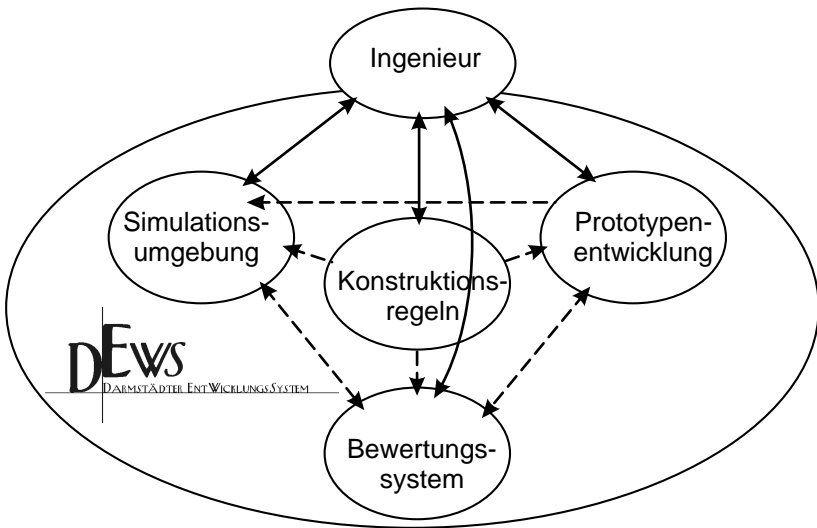 Ingenieur
Simulations-
umgebung
Prototypen-
entwicklung
Konstruktions-
regeln
DEWS
DARMSTÄDTER ENTWICKLUNGSSYSTEM
Bewertungs-
system